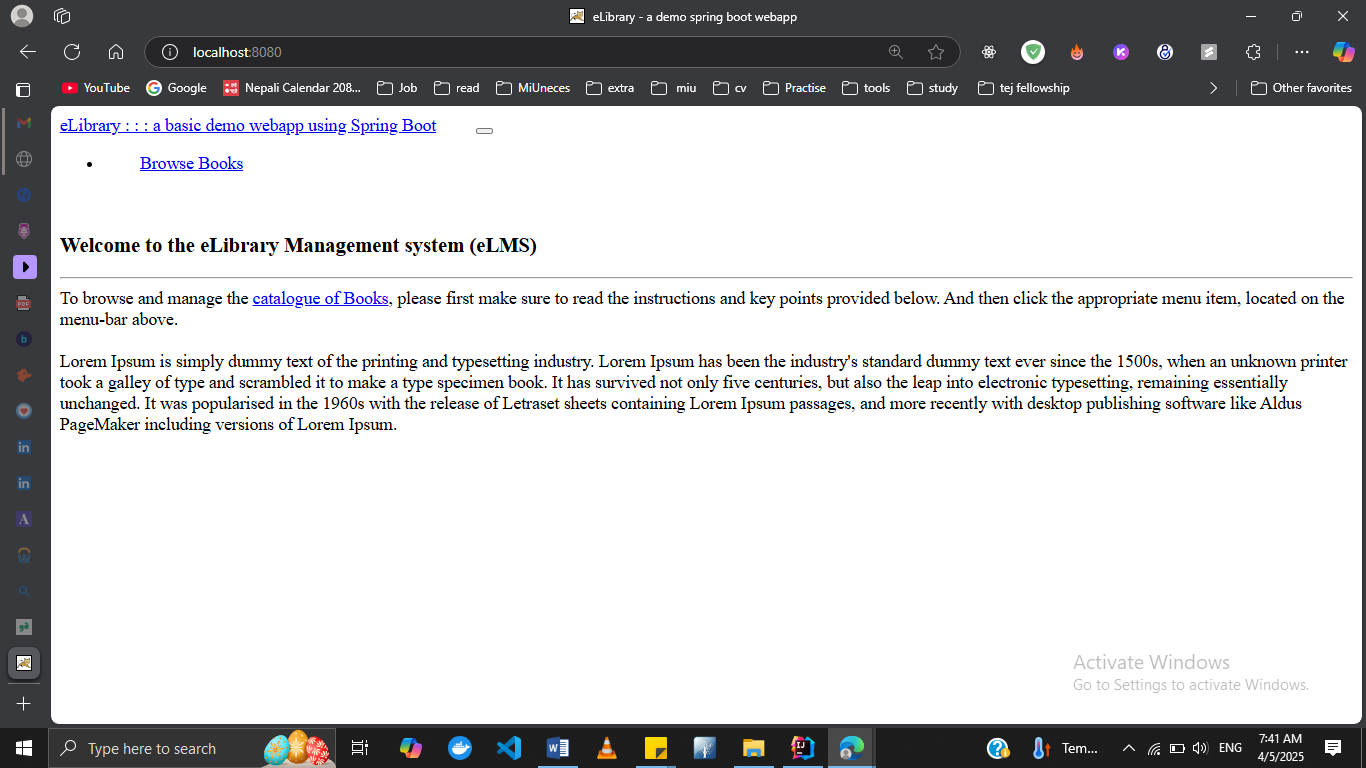 eLibrary - a demo spring boot webapp
localhost:8080
YouTube
Google
Nepali Calendar 208...
Job
read
MiUneces
extra
miu
cv
Practise
tools
study
tej fellowship
Other favorites
eLibrary : : : a basic demo webapp using Spring Boot
• Browse Books
Welcome to the eLibrary Management system (eLMS)
To browse and manage the catalogue of Books, please first make sure to read the instructions and key points provided below. And then click the appropriate menu item, located on the
menu-bar above.
Lorem Ipsum is simply dummy text of the printing and typesetting industry. Lorem Ipsum has been the industry's standard dummy text ever since the 1500s, when an unknown printer
took a galley of type and scrambled it to make a type specimen book. It has survived not only five centuries, but also the leap into electronic typesetting, remaining essentially
unchanged. It was popularised in the 1960s with the release of Letraset sheets containing Lorem Ipsum passages, and more recently with desktop publishing software like Aldus
PageMaker including versions of Lorem Ipsum.
Activate Windows
Go to Settings to activate Windows.
Type here to search
Tem...
ENG
7:41 AM
4/5/2025